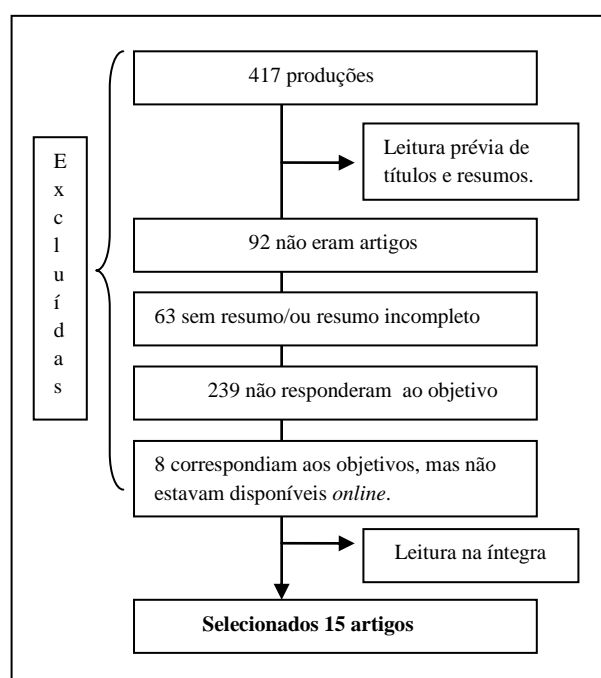 417 produções
Leitura prévia de
títulos e resumos.
Excluídas
92 não eram artigos
63 sem resumo/ou resumo incompleto
239 não responderam ao objetivo
8 correspondiam aos objetivos, mas não
estavam disponíveis online.
Leitura na íntegra
Selecionados 15 artigos